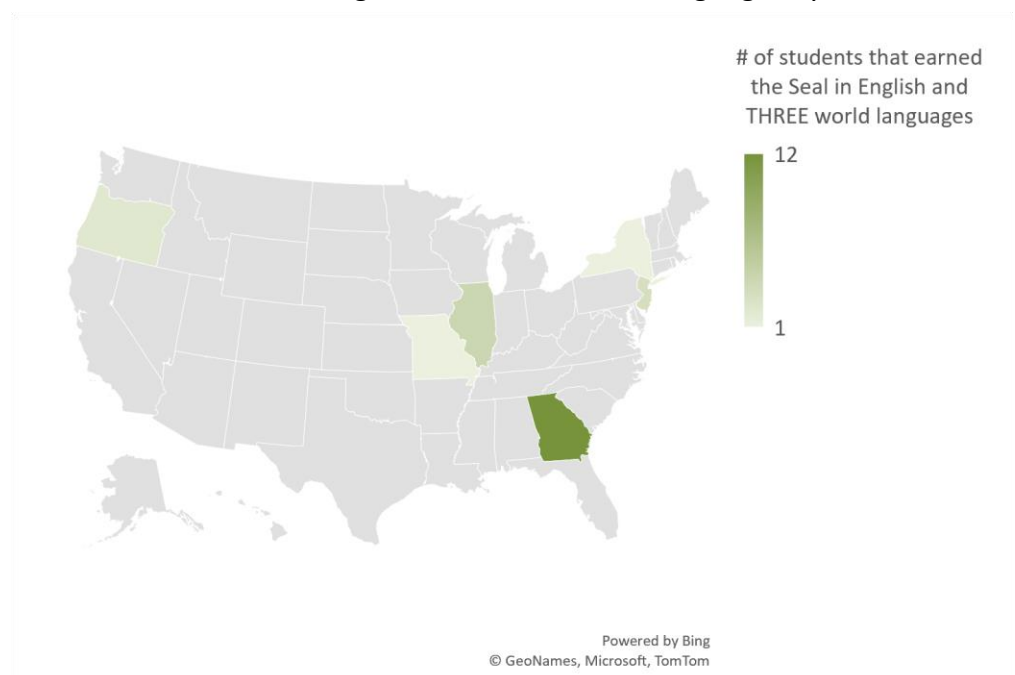 # of students that earned
the Seal in English and
THREE world languages
12
1
Powered by Bing
© GeoNames, Microsoft, TomTom